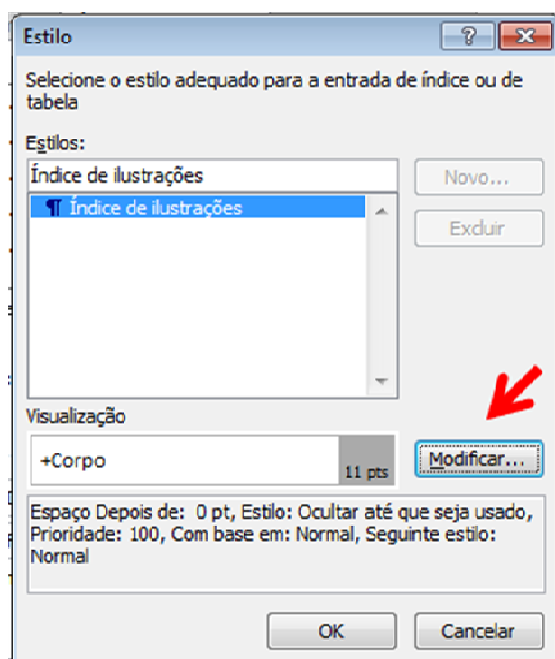 Estilo
Selecione o estilo adequado para a entrada de índice ou de
tabela
Estilos:
Índice de ilustrações
Novo...
¶ Índice de ilustrações
Excluir
Visualização
+Corpo
11 pts
Modificar...
Espaço Depois de: 0 pt, Estilo: Ocultar até que seja usado,
Prioridade: 100, Com base em: Normal, Seguinte estilo:
Normal
OK
Cancelar